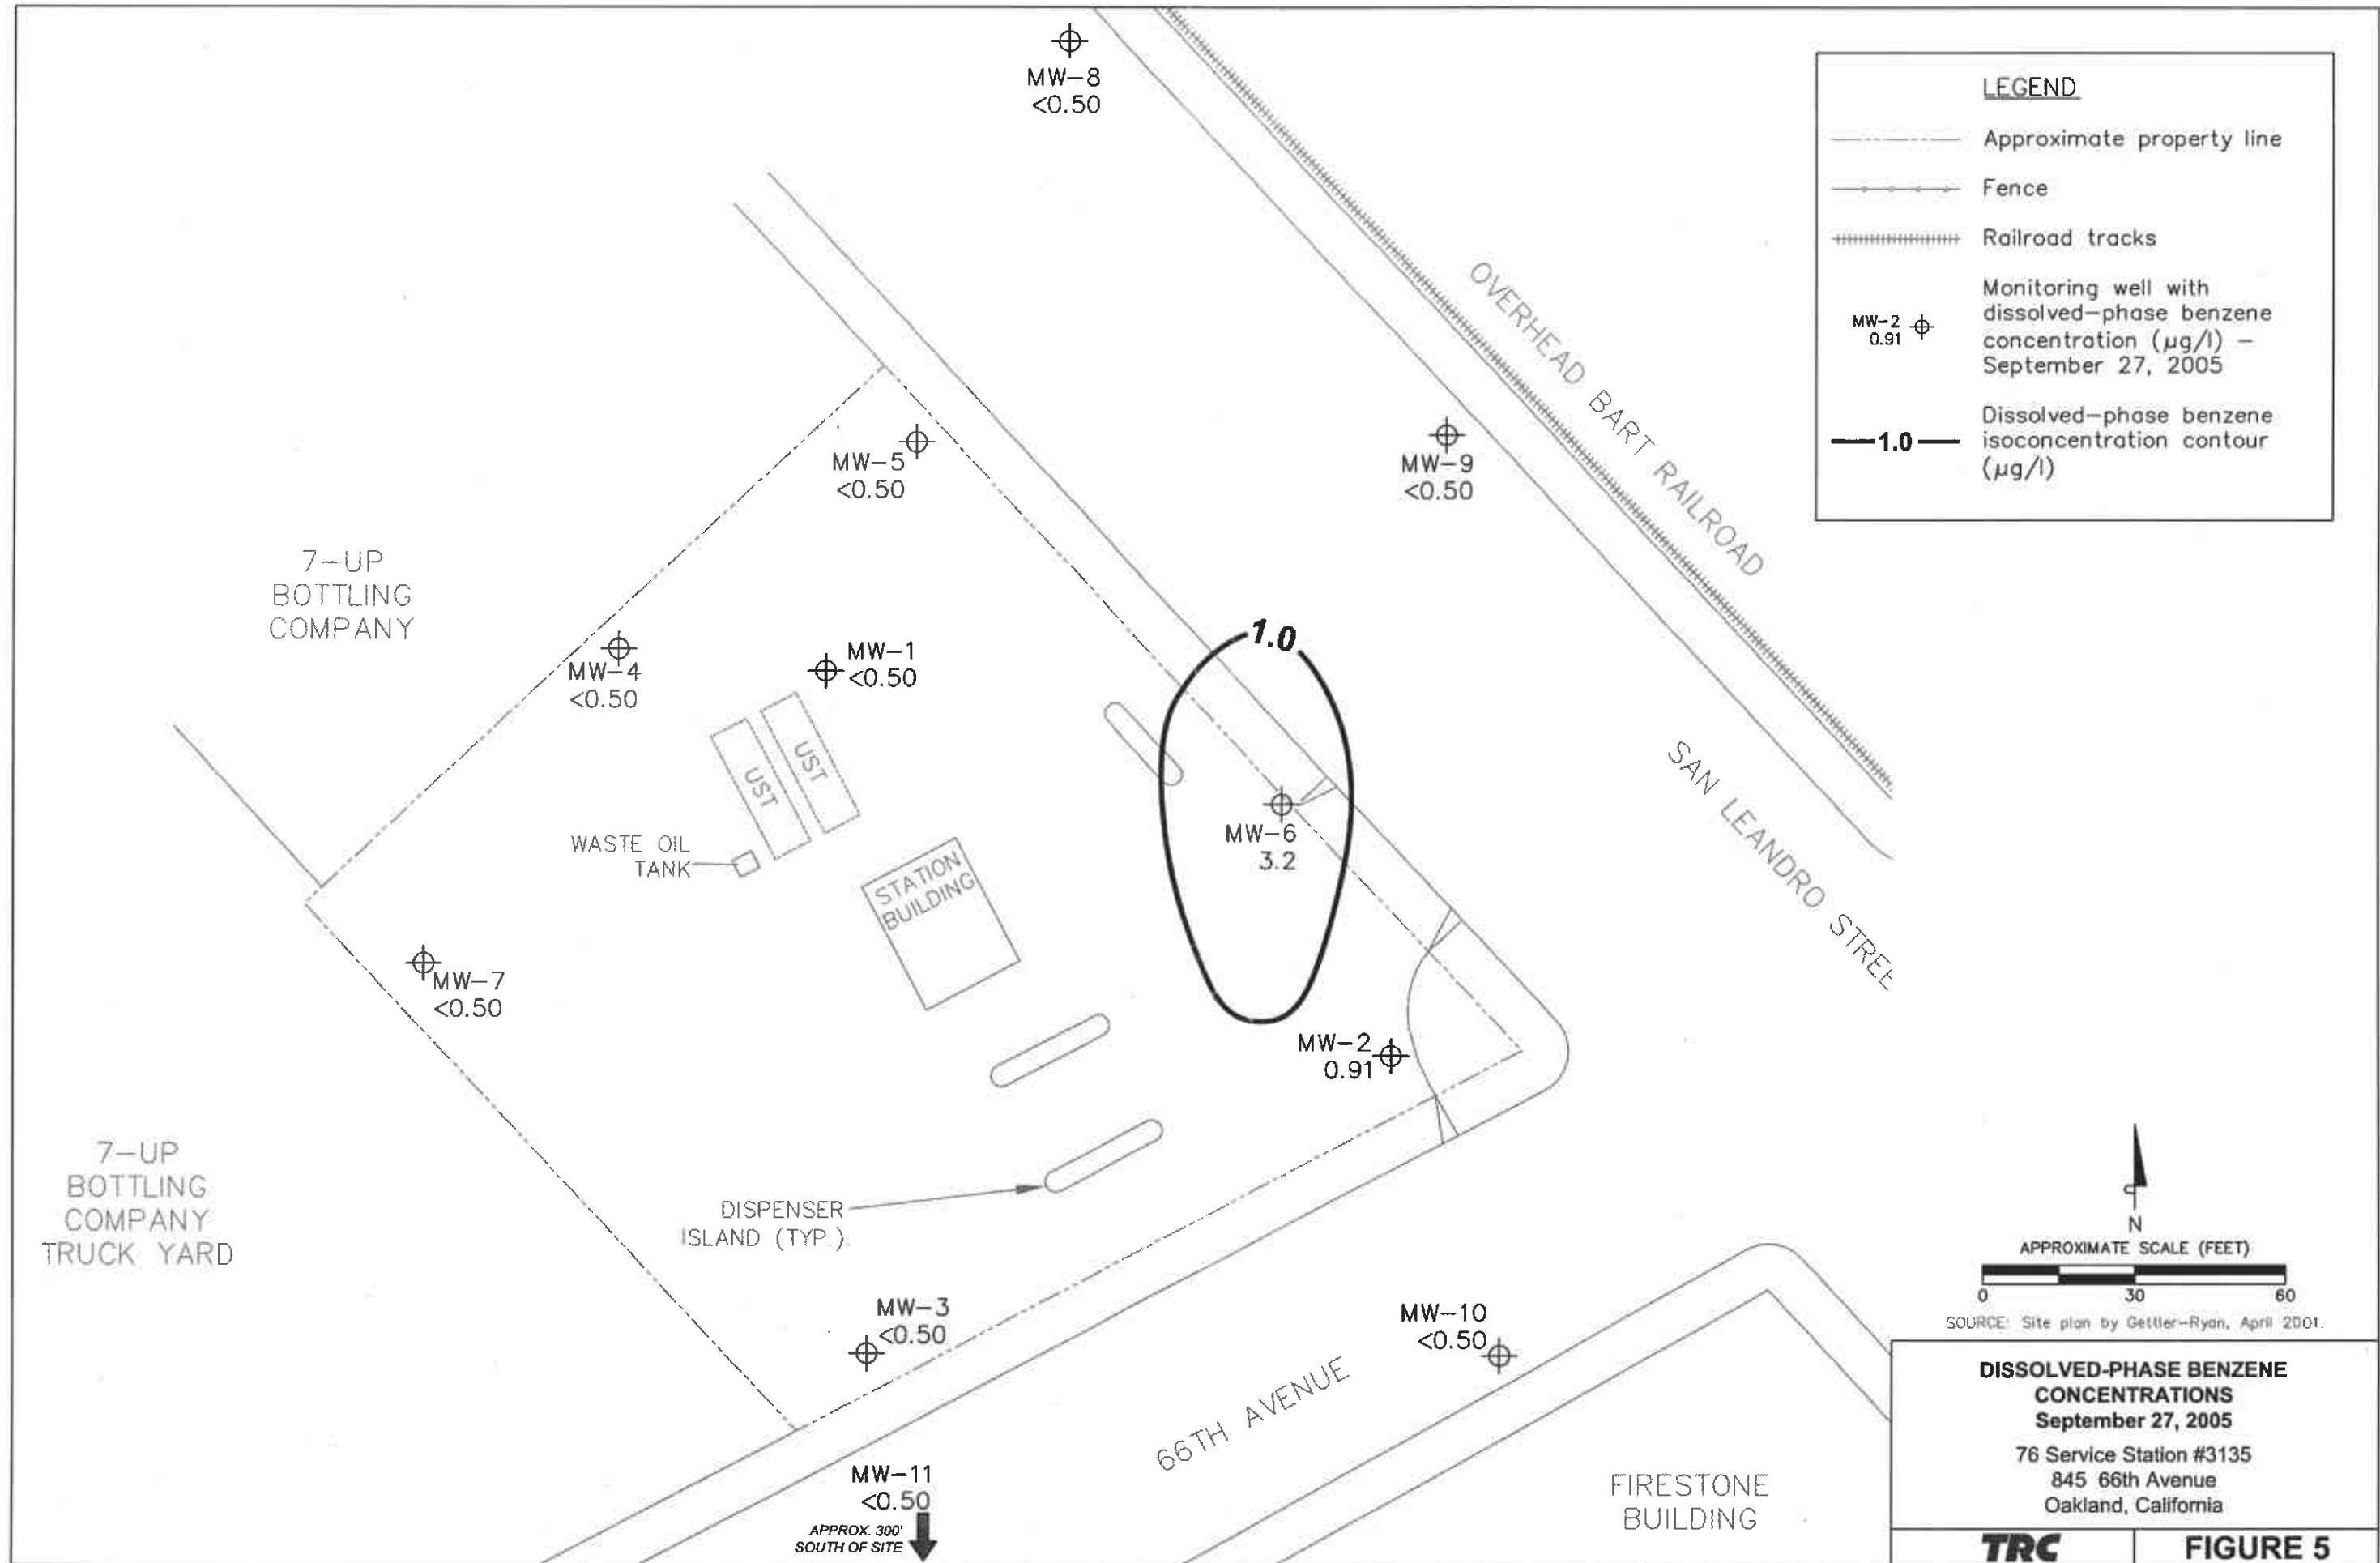 MW-8
<0.50
LEGEND
Approximate property line
Fence
Railroad tracks
MW-2
0.91
Monitoring well with
dissolved-phase benzene
concentration (µg/l) -
September 27, 2005
1.0
Dissolved-phase benzene
isoconcentration contour
(µg/l)
OVERHEAD BART RAILROAD
MW-5
<0.50
MW-9
<0.50
7-UP
BOTTLING
COMPANY
MW-4
<0.50
MW-1
<0.50
1.0
UST
UST
WASTE OIL
TANK
STATION
BUILDING
MW-6
3.2
SAN LEANDRO STREE
MW-7
<0.50
MW-2
0.91
7-UP
BOTTLING
COMPANY
TRUCK YARD
DISPENSER
ISLAND (TYP.)
MW-3
<0.50
MW-10
<0.50
66TH AVENUE
MW-11
<0.50
APPROX. 300'
SOUTH OF SITE
FIRESTONE
BUILDING
N
APPROXIMATE SCALE (FEET)
0 30 60
SOURCE: Site plan by Gettler-Ryan, April 2001.
DISSOLVED-PHASE BENZENE
CONCENTRATIONS
September 27, 2005
76 Service Station #3135
845 66th Avenue
Oakland, California
TRC
FIGURE 5